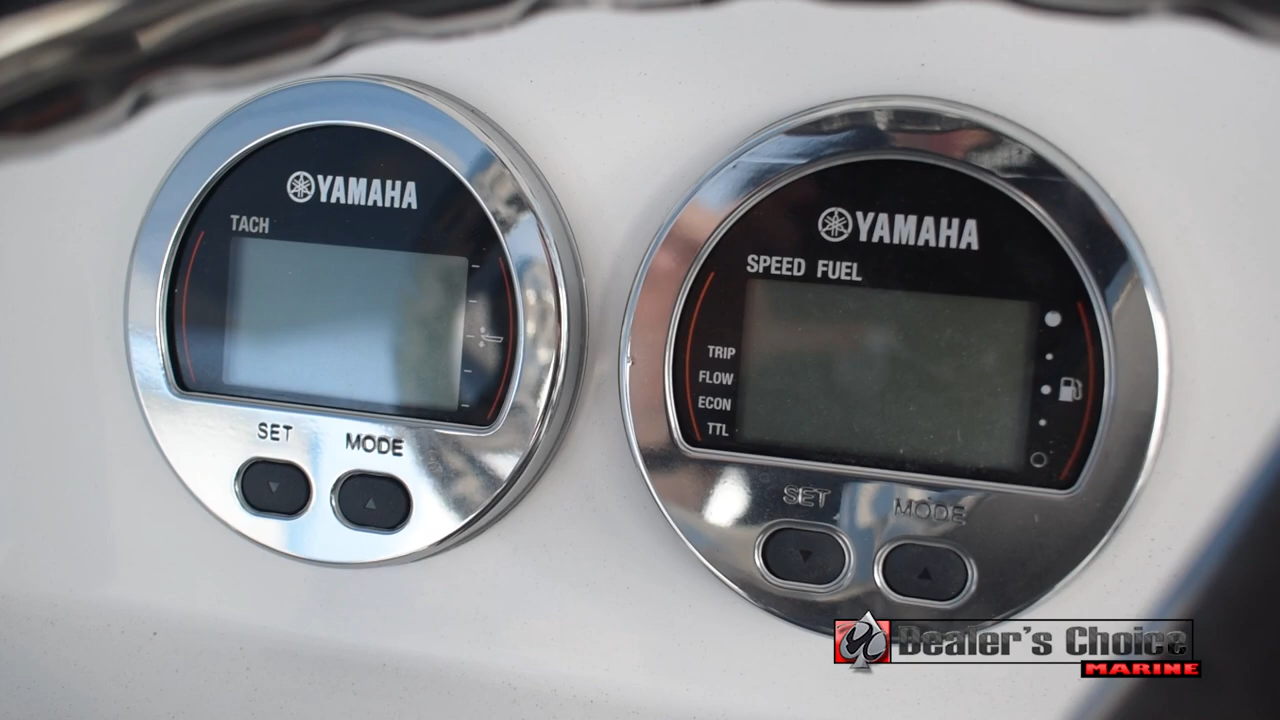 YAMAHA
TACH
SET MODE
YAMAHA
SPEED FUEL
TRIP
FLOW
ECON
TTL
SET MODE
Dealer's Choice
MARINE